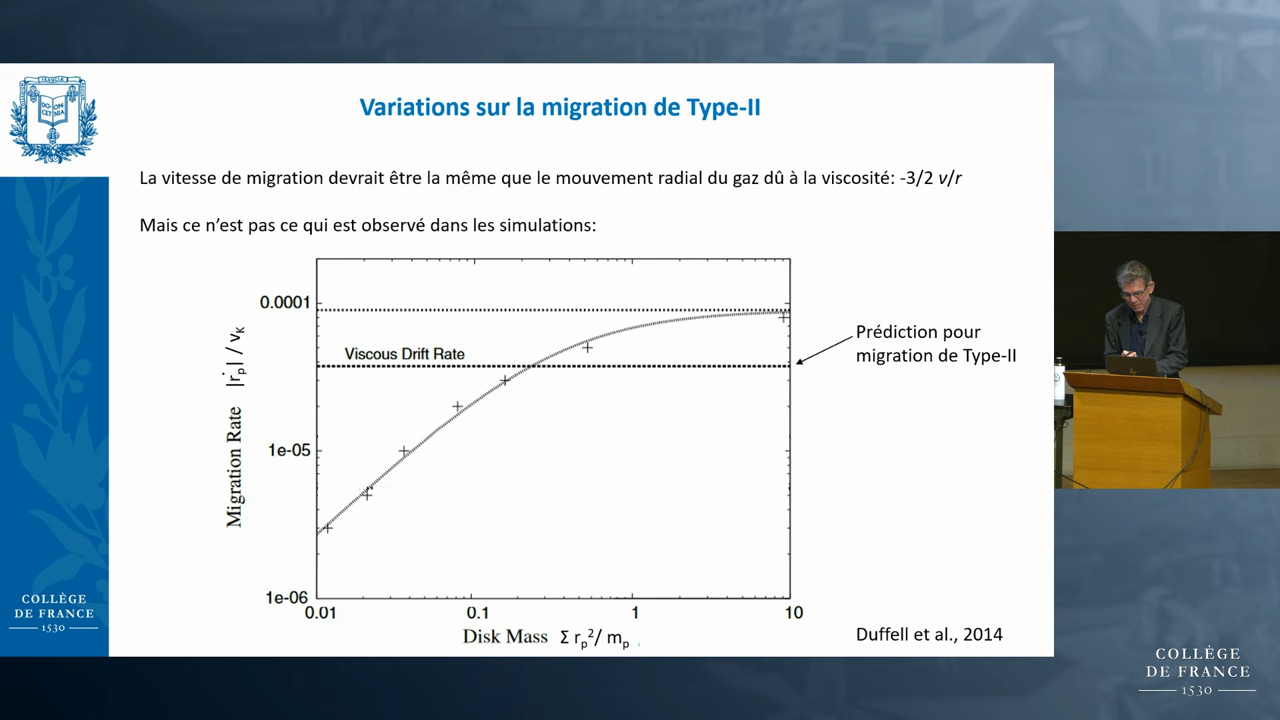 Variations sur la migration de Type-II
La vitesse de migration devrait être la même que le mouvement radial du gaz dû à la viscosité: -3/2 ν/r
Mais ce n’est pas ce qui est observé dans les simulations:
0.0001
1e-05
1e-06
Migration Rate |ṙp| / vK
Viscous Drift Rate
0.01
0.1
1
10
Disk Mass Σ rp²/ mp
Prédiction pour
migration de Type-II
Duffell et al., 2014
COLLÈGE
DE FRANCE
1530
COLLÈGE
DE FRANCE
1530